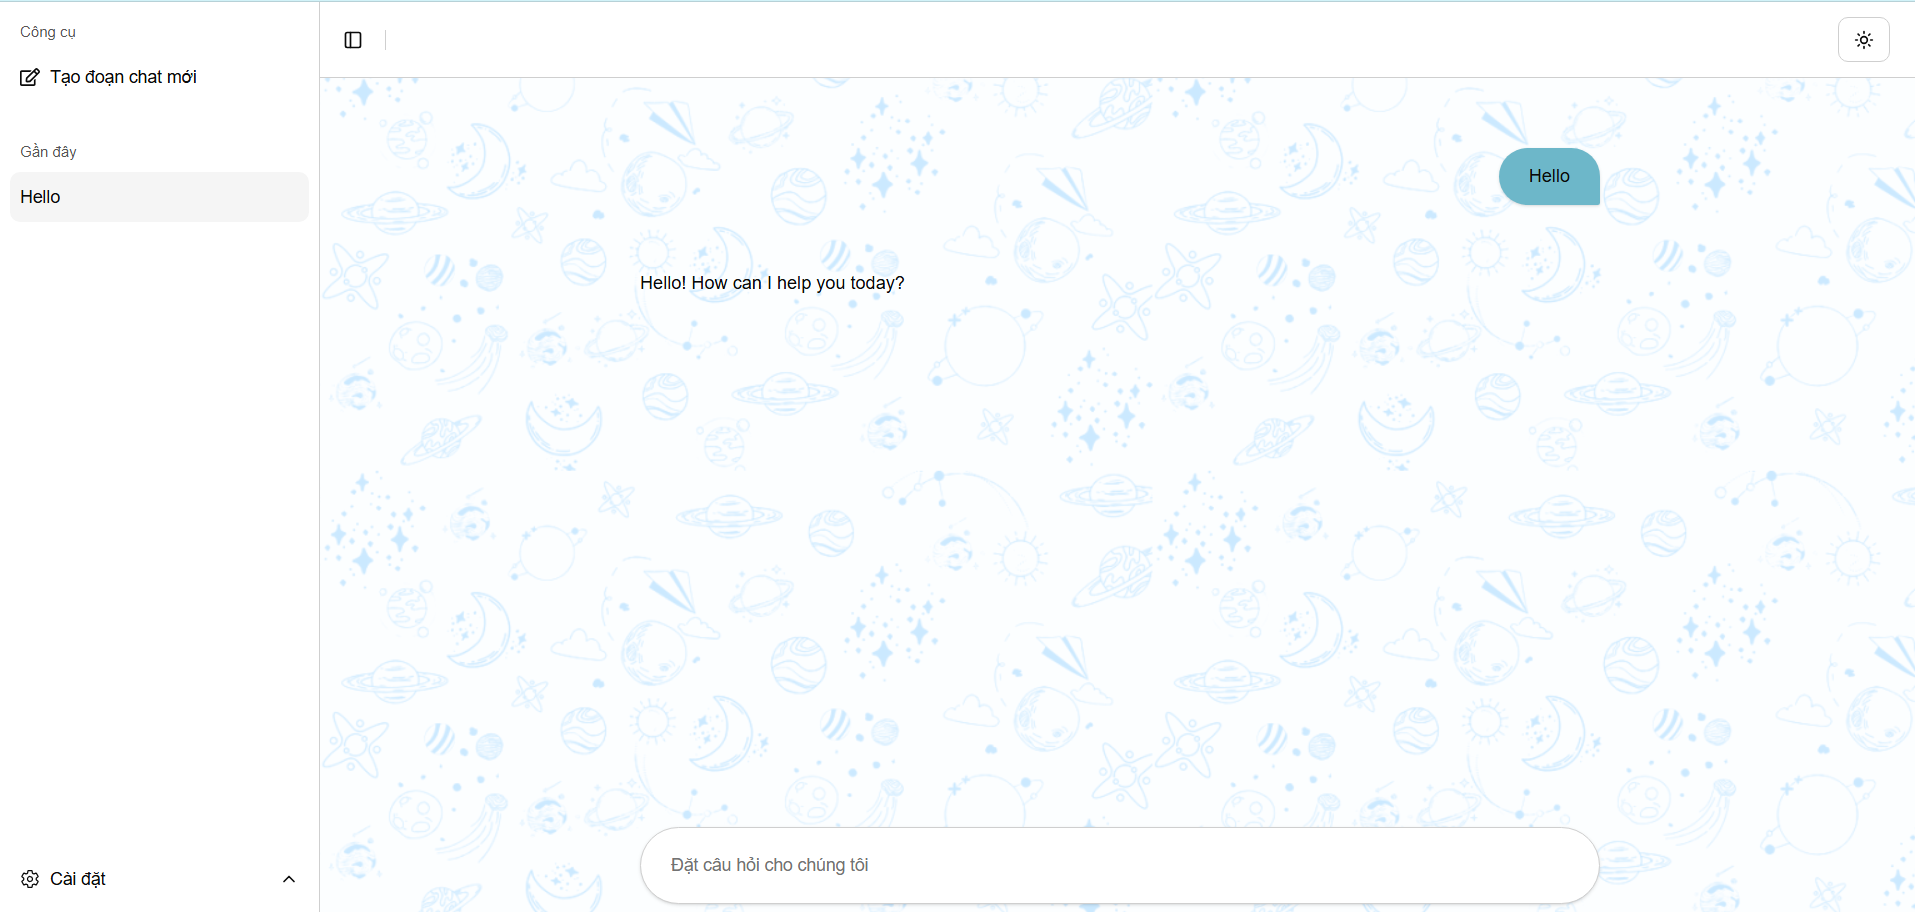 Công cụ
Tạo đoạn chat mới
Gần đây
Hello
Hello
Hello! How can I help you today?
Đặt câu hỏi cho chúng tôi
Cài đặt